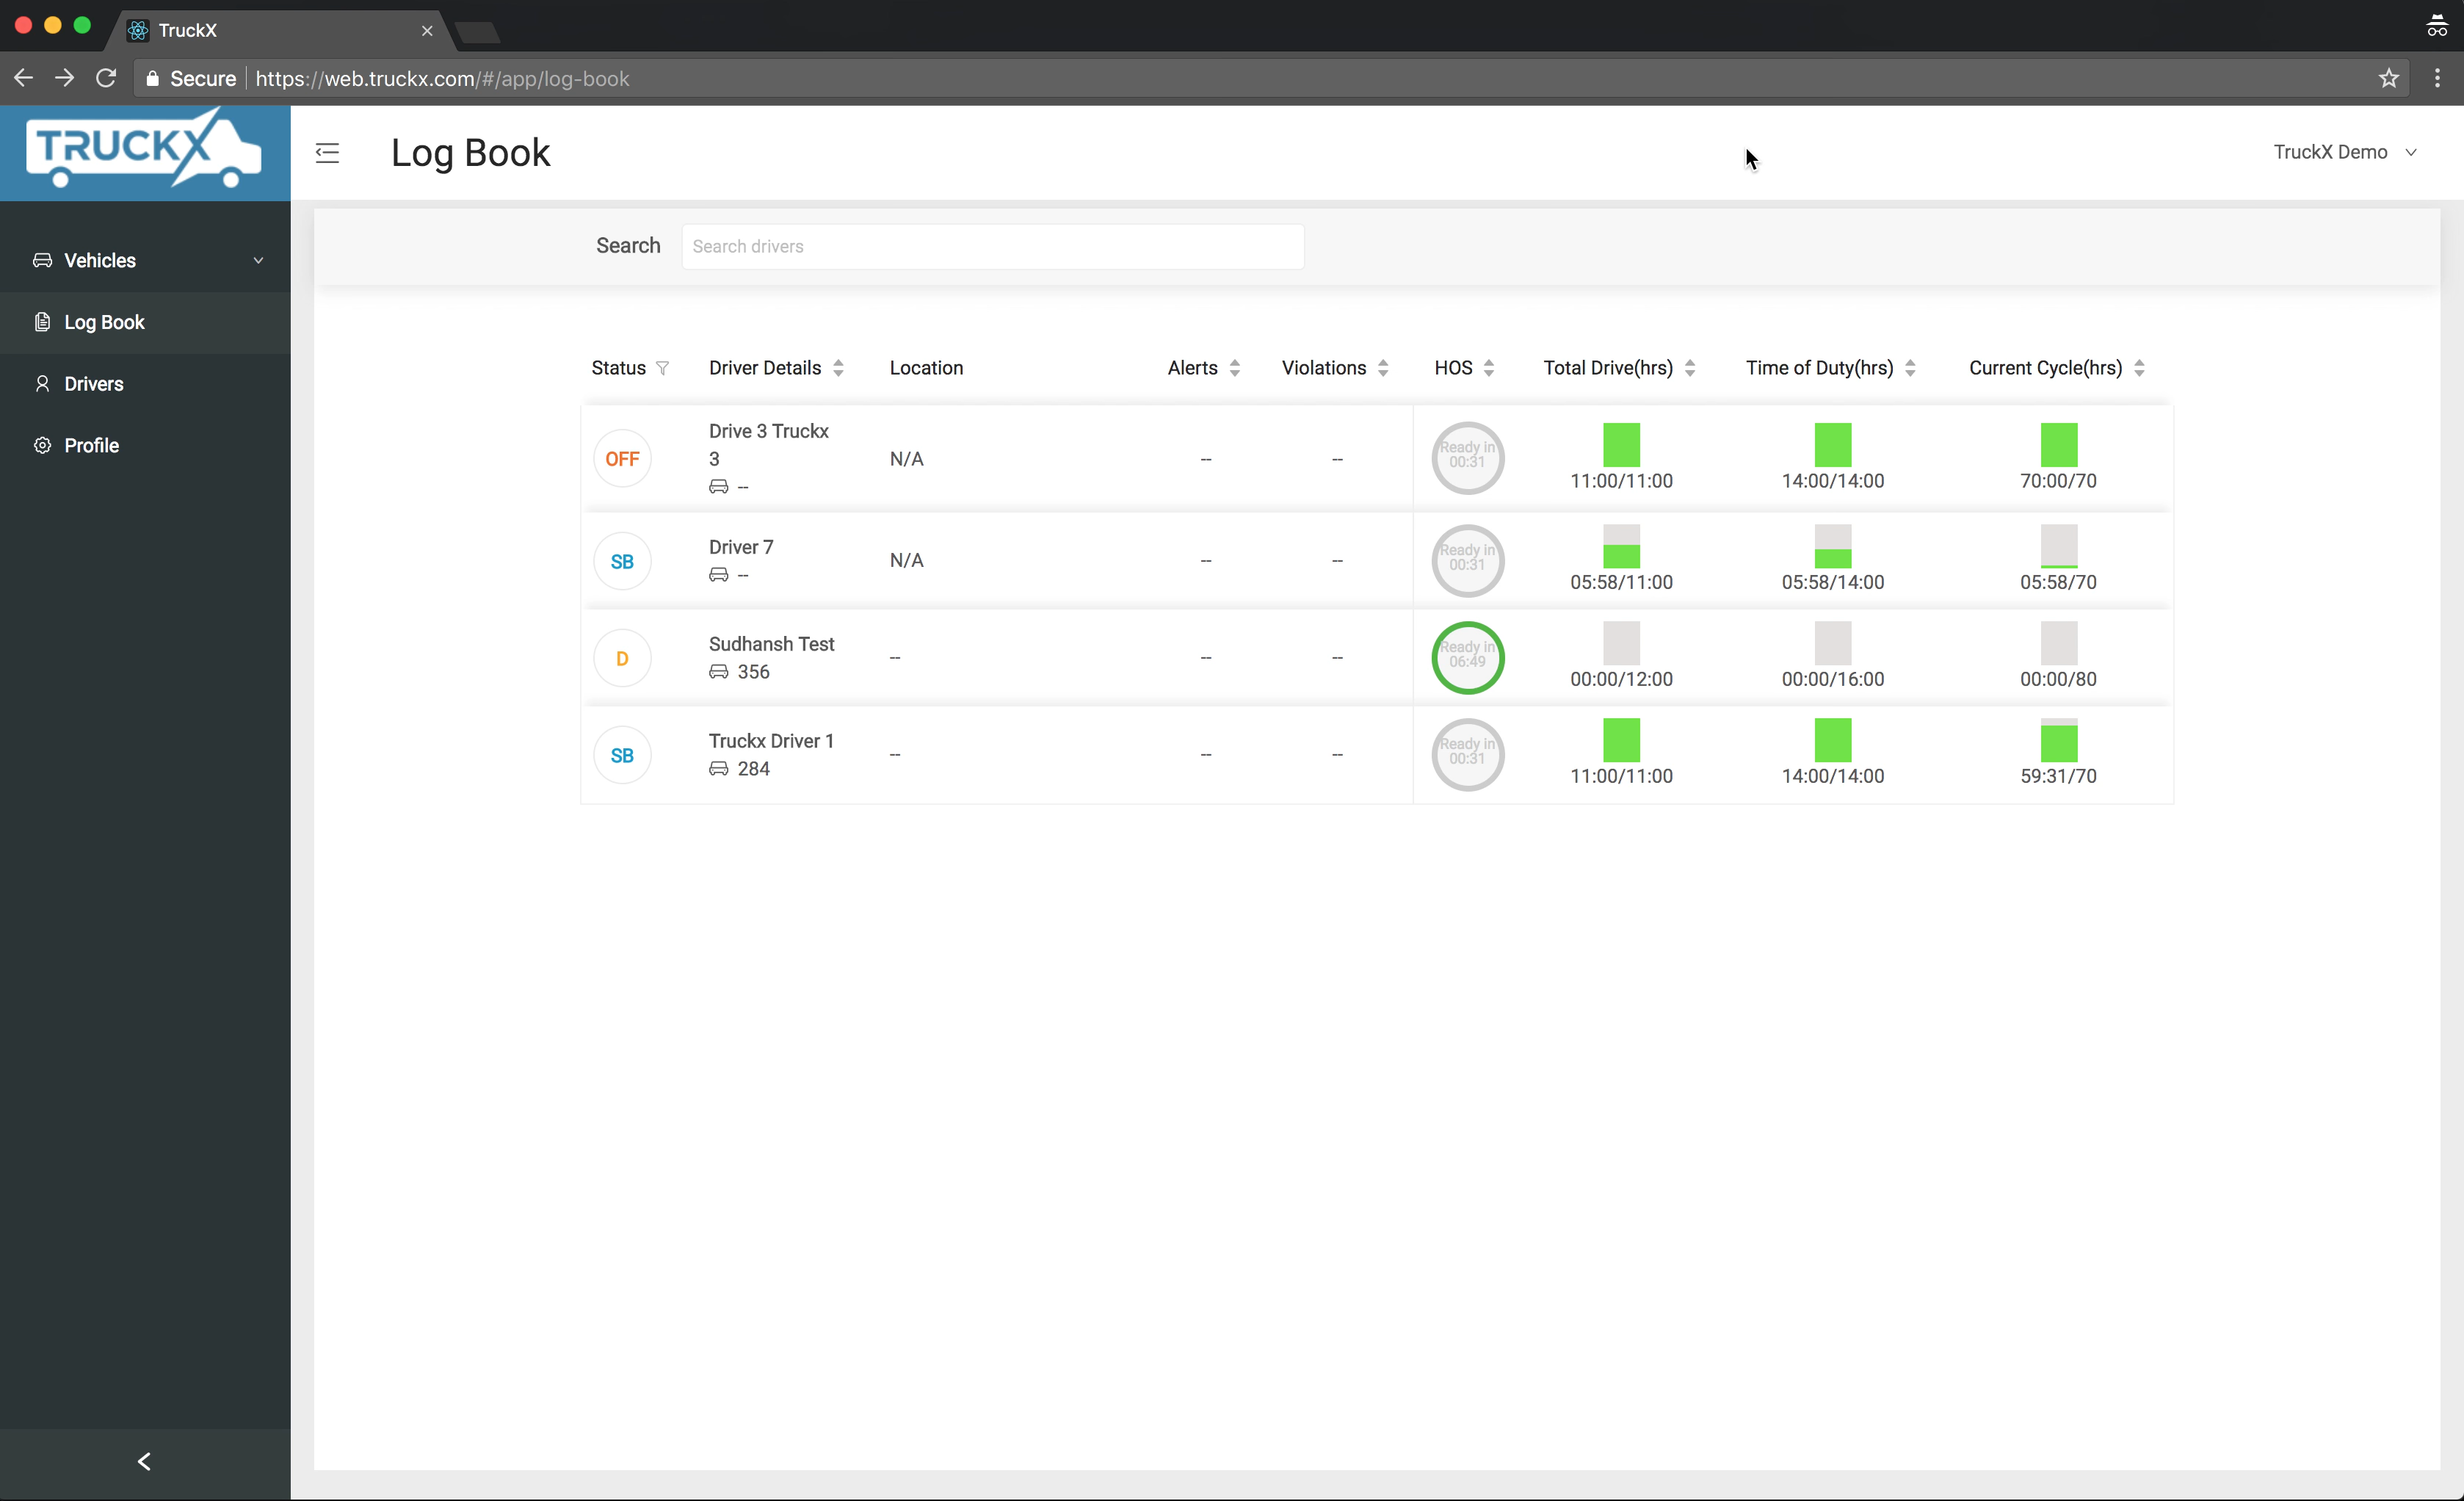 TruckX
Secure https://web.truckx.com/#/app/log-book
TRUCKX
Log Book
TruckX Demo
Vehicles
Log Book
Drivers
Profile
Search Search drivers
Status Driver Details Location Alerts Violations HOS Total Drive(hrs) Time of Duty(hrs) Current Cycle(hrs)
OFF
Drive 3 Truckx
3
--
N/A
--
--
Ready in
00:31
11:00/11:00
14:00/14:00
70:00/70
SB
Driver 7
--
N/A
--
--
Ready in
00:31
05:58/11:00
05:58/14:00
05:58/70
D
Sudhansh Test
356
--
--
--
Ready in
06:49
00:00/12:00
00:00/16:00
00:00/80
SB
Truckx Driver 1
284
--
--
--
Ready in
00:31
11:00/11:00
14:00/14:00
59:31/70